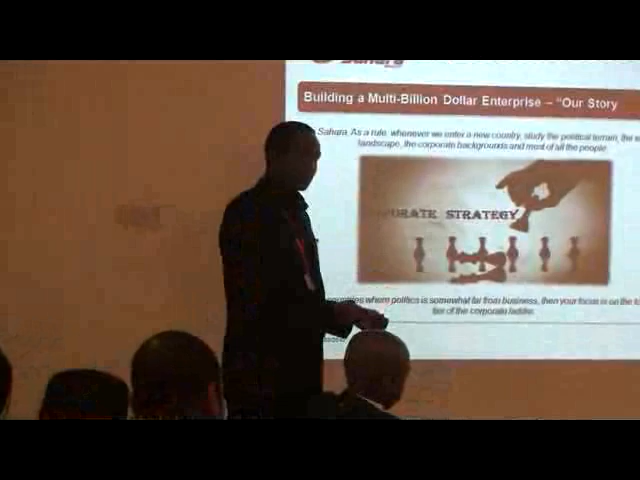 Sahara
Building a Multi-Billion Dollar Enterprise – "Our Story
Sahara. As a rule, whenever we enter a new country, study the political terrain, the
landscape, the corporate backgrounds and most of all the people.
ORATE STRATEGY
countries where politics is somewhat far from business, then your focus is on the
tier of the corporate ladder.